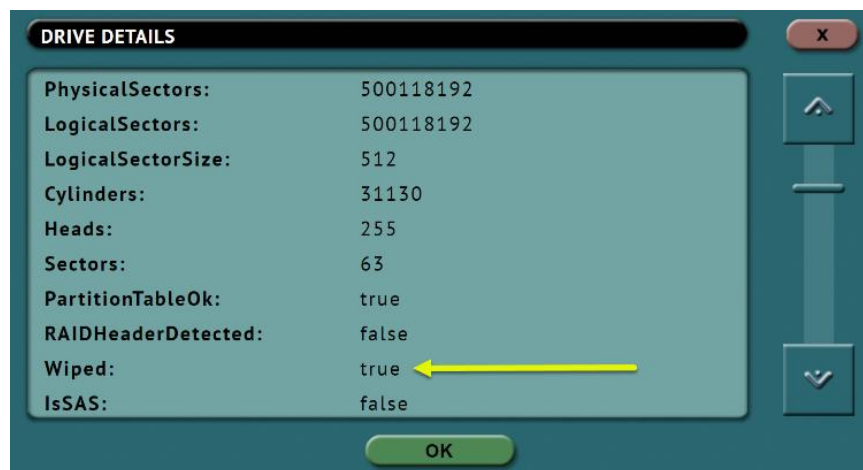 DRIVE DETAILS X
PhysicalSectors: 500118192
LogicalSectors: 500118192
LogicalSectorSize: 512
Cylinders: 31130
Heads: 255
Sectors: 63
PartitionTableOk: true
RAIDHeaderDetected: false
Wiped: true
IsSAS: false
OK